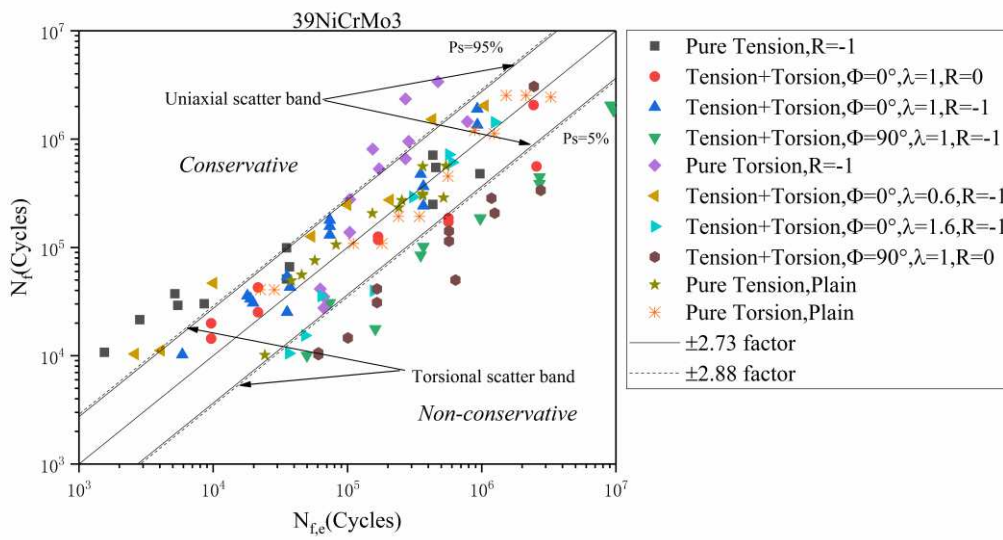 39NiCrMo3
10⁷
10⁶
10⁵
10⁴
10³
N_f(Cycles)
Ps=95%
Uniaxial scatter band
Ps=5%
Conservative
Torsional scatter band
Non-conservative
10³ 10⁴ 10⁵ 10⁶ 10⁷
N_{f,e}(Cycles)
Pure Tension,R=-1
Tension+Torsion,Φ=0°,λ=1,R=0
Tension+Torsion,Φ=0°,λ=1,R=-1
Tension+Torsion,Φ=90°,λ=1,R=-1
Pure Torsion,R=-1
Tension+Torsion,Φ=0°,λ=0.6,R=-1
Tension+Torsion,Φ=0°,λ=1.6,R=-1
Tension+Torsion,Φ=90°,λ=1,R=0
Pure Tension,Plain
Pure Torsion,Plain
±2.73 factor
±2.88 factor